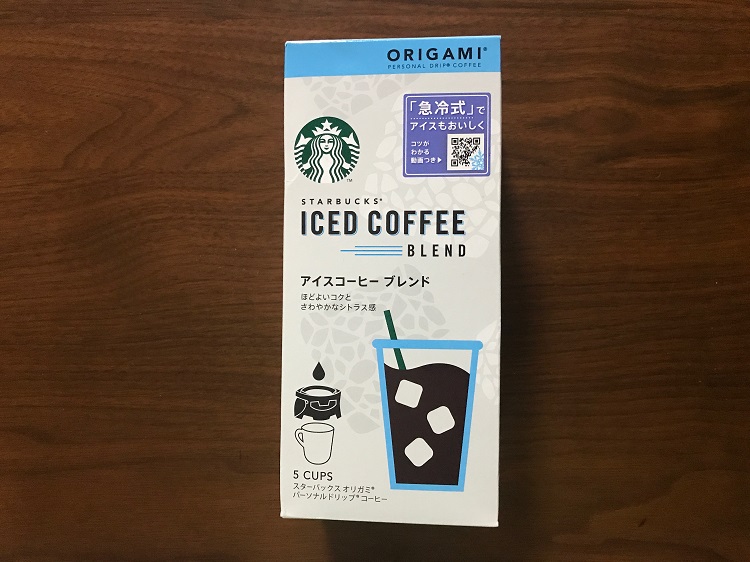 ORIGAMI®
PERSONAL DRIP® COFFEE
「急冷式」で
アイスもおいしく
コツが
わかる
動画つき▶
TM
STARBUCKS®
ICED COFFEE
BLEND
アイスコーヒー ブレンド
ほどよいコクと
さわやかなシトラス感
5 CUPS
スターバックス オリガミ®
パーソナルドリップ® コーヒー